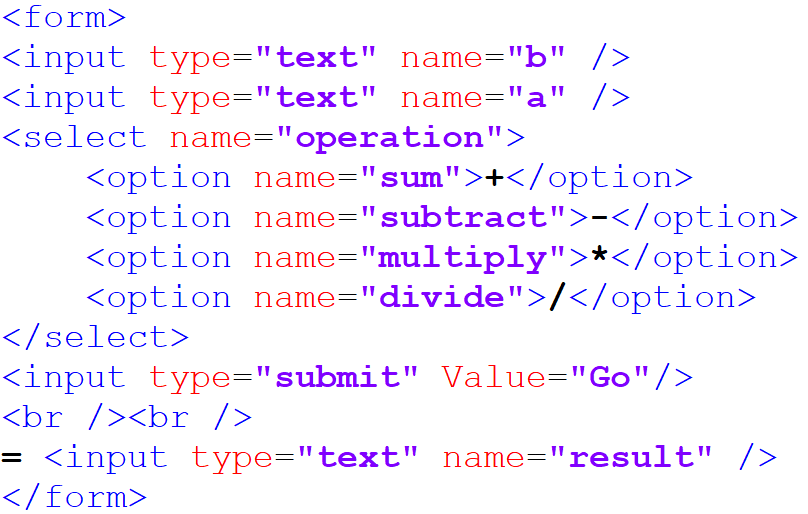 <form>
<input type="text" name="b" />
<input type="text" name="a" />
<select name="operation">
    <option name="sum">+</option>
    <option name="subtract">-</option>
    <option name="multiply">*</option>
    <option name="divide">/</option>
</select>
<input type="submit" Value="Go"/>
<br /><br />
= <input type="text" name="result" />
</form>